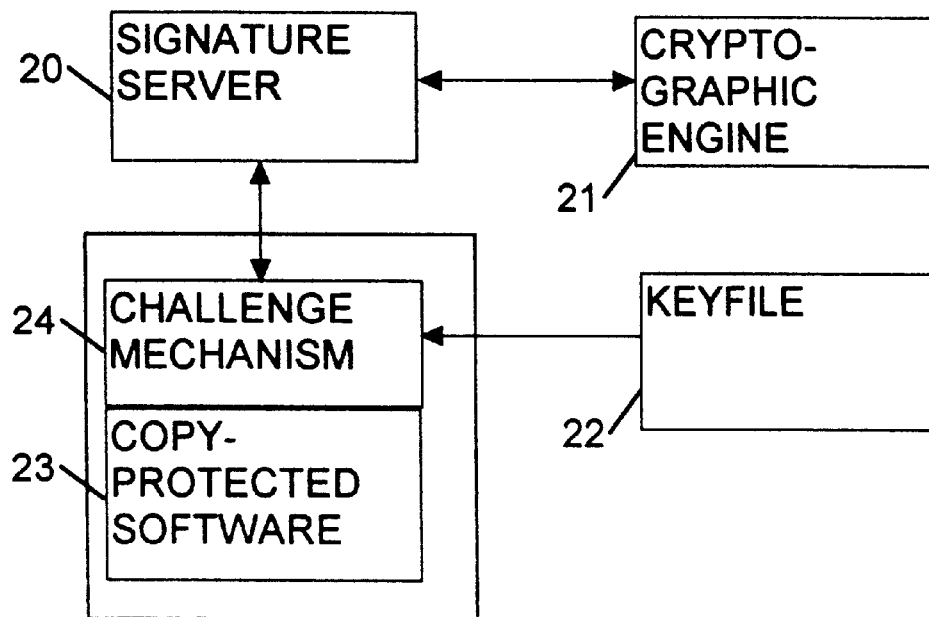 SIGNATURE
SERVER
20
CRYPTO-
GRAPHIC
ENGINE
21
CHALLENGE
MECHANISM
24
KEYFILE
22
COPY-
PROTECTED
SOFTWARE
23